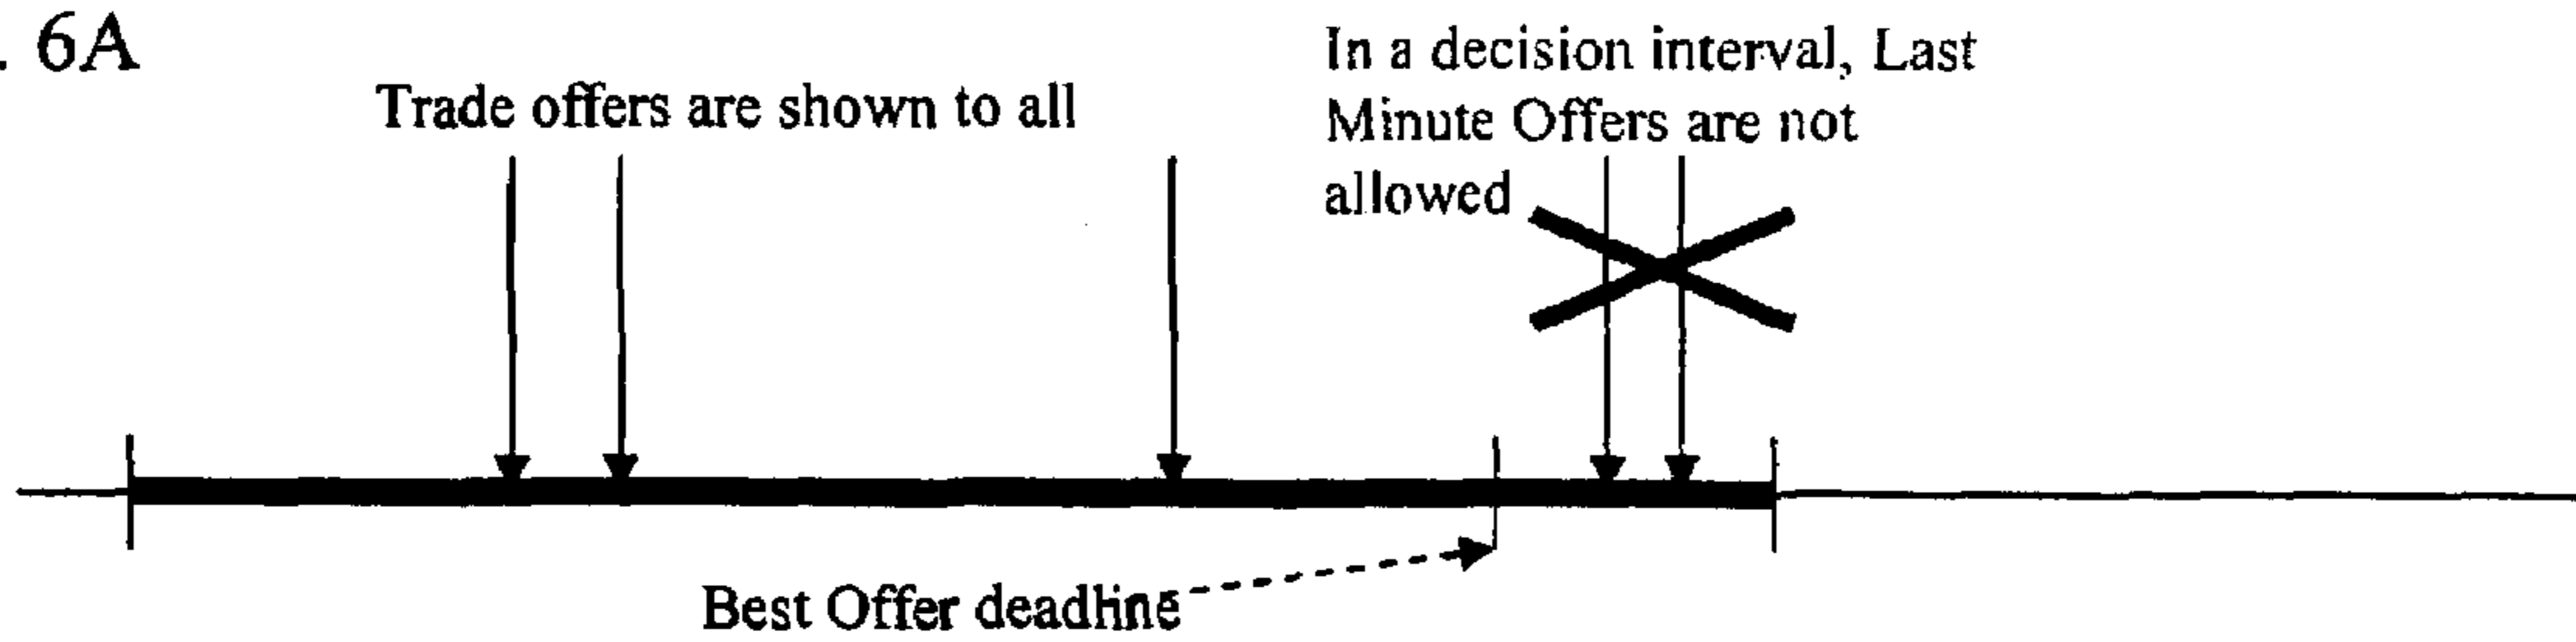 . 6A
Trade offers are shown to all
In a decision interval, Last
Minute Offers are not
allowed
Best Offer deadline